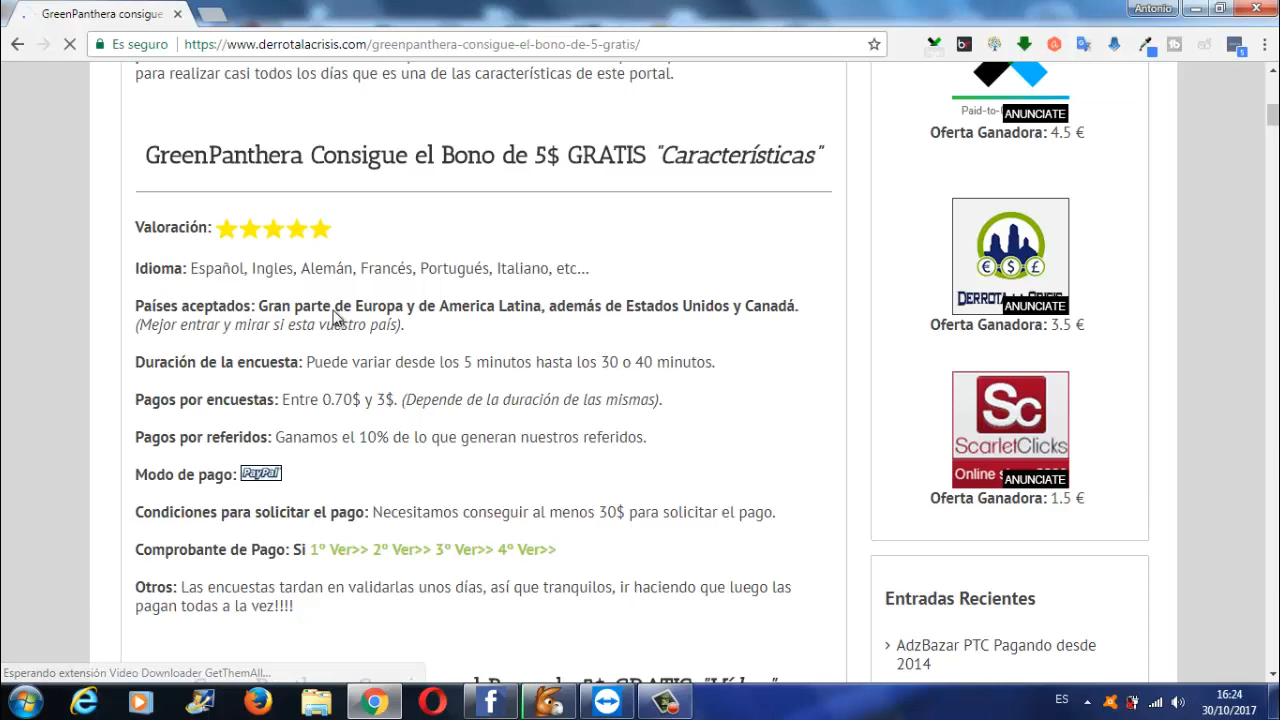 GreenPanthera consigue
Antonio
Es seguro
https://www.derrotalacrisis.com/greenpanthera-consigue-el-bono-de-5-gratis/
para realizar casi todos los días que es una de las características de este portal.
GreenPanthera Consigue el Bono de 5$ GRATIS "Características"
Valoración:
Idioma: Español, Ingles, Alemán, Francés, Portugués, Italiano, etc...
Países aceptados: Gran parte de Europa y de America Latina, además de Estados Unidos y Canadá.
(Mejor entrar y mirar si esta vuestro país).
Duración de la encuesta: Puede variar desde los 5 minutos hasta los 30 o 40 minutos.
Pagos por encuestas: Entre 0.70$ y 3$. (Depende de la duración de las mismas).
Pagos por referidos: Ganamos el 10% de lo que generan nuestros referidos.
Modo de pago: PayPal
Condiciones para solicitar el pago: Necesitamos conseguir al menos 30$ para solicitar el pago.
Comprobante de Pago: Si 1º Ver>> 2º Ver>> 3º Ver>> 4º Ver>>
Otros: Las encuestas tardan en validarlas unos días, así que tranquilos, ir haciendo que luego las
pagan todas a la vez!!!!
ANUNCIATE
Oferta Ganadora: 4.5 €
DERROTA LA CRISIS
ANUNCIATE
Oferta Ganadora: 3.5 €
Sc
ScarletClicks
Online
ANUNCIATE
Oferta Ganadora: 1.5 €
Entradas Recientes
AdzBazar PTC Pagando desde
2014
Esperando extensión Video Downloader GetThemAll...
ES
16:24
30/10/2017